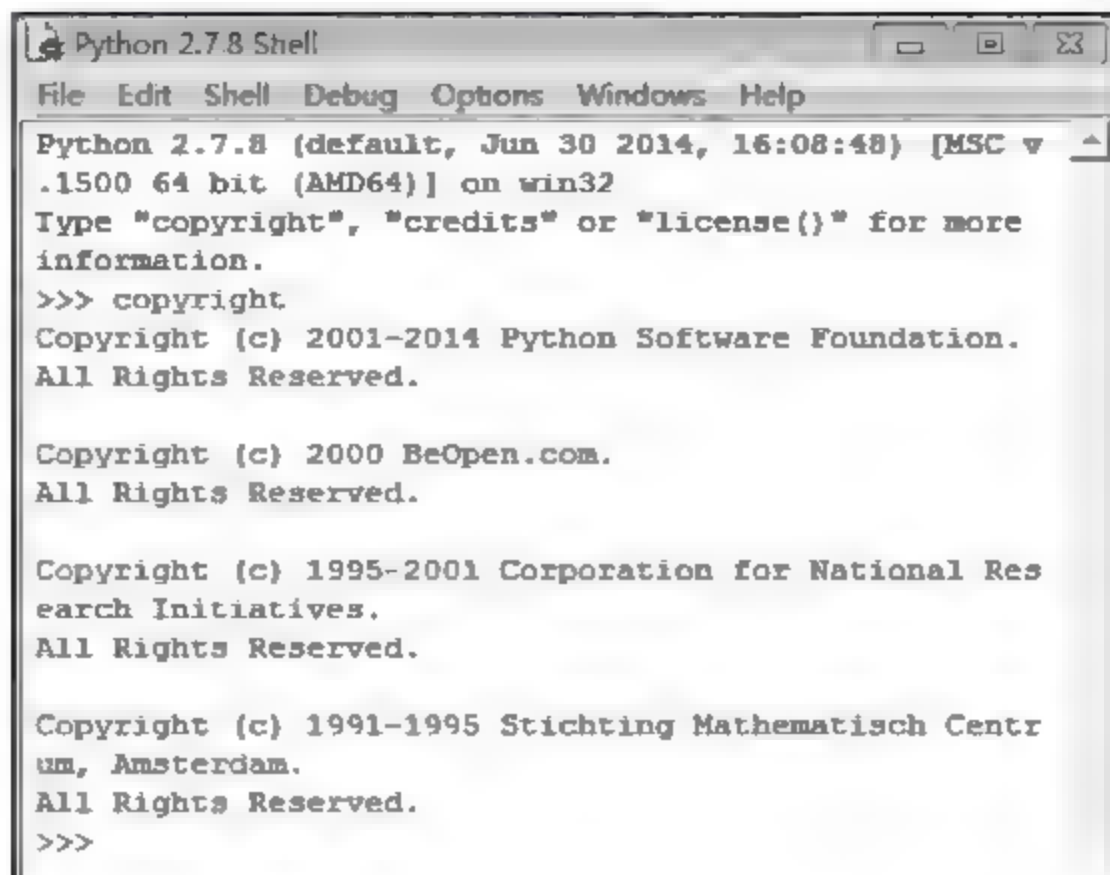 Python 2.7.8 Shell
File Edit Shell Debug Options Windows Help
Python 2.7.8 (default, Jun 30 2014, 16:08:48) [MSC v
.1500 64 bit (AMD64)] on win32
Type "copyright", "credits" or "license()" for more
information.
>>> copyright
Copyright (c) 2001-2014 Python Software Foundation.
All Rights Reserved.

Copyright (c) 2000 BeOpen.com.
All Rights Reserved.

Copyright (c) 1995-2001 Corporation for National Res
earch Initiatives.
All Rights Reserved.

Copyright (c) 1991-1995 Stichting Mathematisch Centr
um, Amsterdam.
All Rights Reserved.
>>>